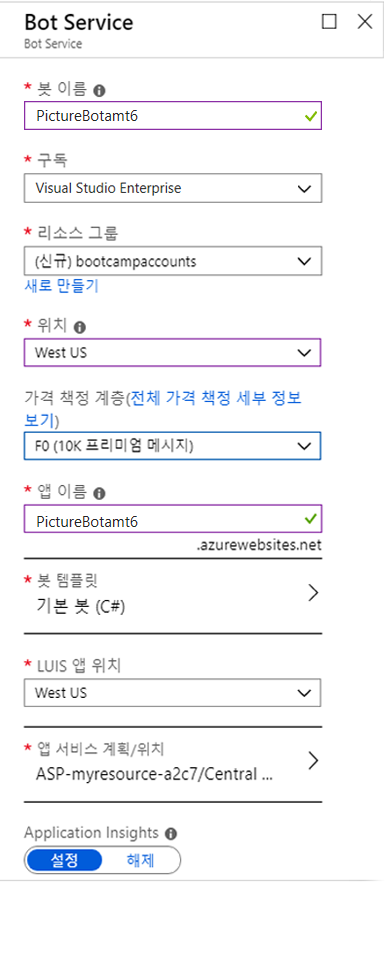 Bot Service
Bot Service
* 봇 이름
PictureBotamt6
* 구독
Visual Studio Enterprise
* 리소스 그룹
(신규) bootcampaccounts
새로 만들기
* 위치
West US
가격 책정 계층(전체 가격 책정 세부 정보
보기)
F0 (10K 프리미엄 메시지)
* 앱 이름
PictureBotamt6
.azurewebsites.net
* 봇 템플릿
기본 봇 (C#)
* LUIS 앱 위치
West US
* 앱 서비스 계획/위치
ASP-myresource-a2c7/Central ...
Application Insights
설정 해제